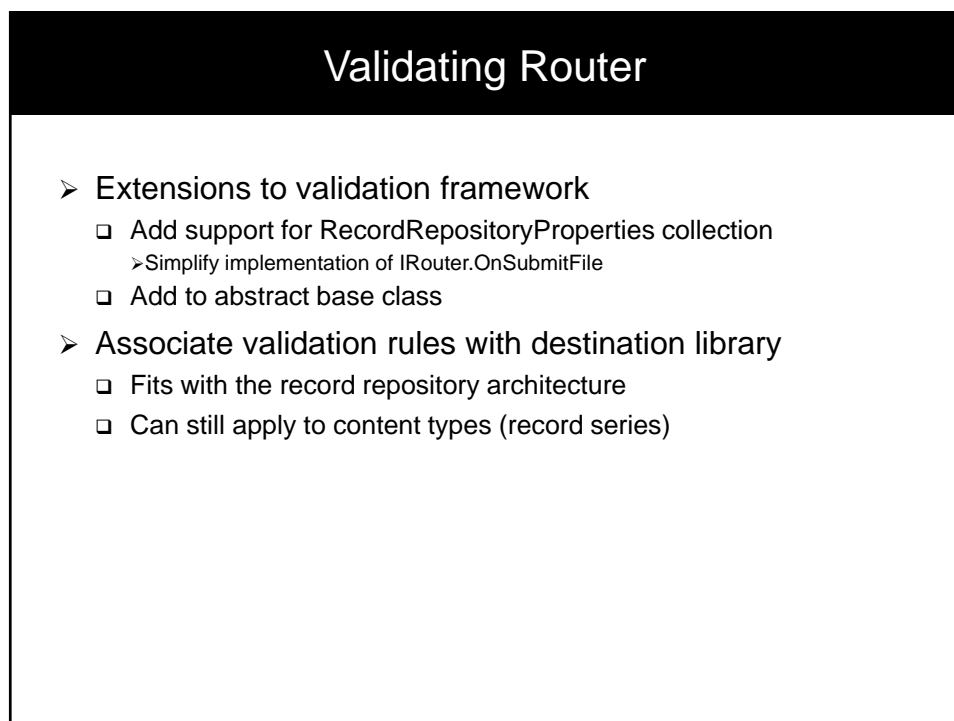 Validating Router
➢ Extensions to validation framework
❑ Add support for RecordRepositoryProperties collection
➢Simplify implementation of IRouter.OnSubmitFile
❑ Add to abstract base class
➢ Associate validation rules with destination library
❑ Fits with the record repository architecture
❑ Can still apply to content types (record series)